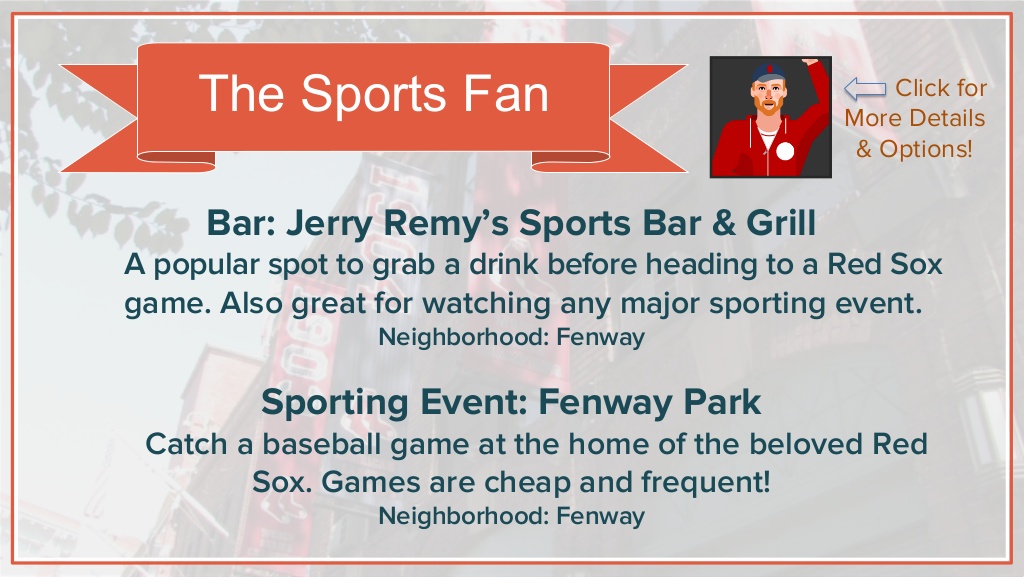 The Sports Fan
Click for
More Details
& Options!
Bar: Jerry Remy’s Sports Bar & Grill
A popular spot to grab a drink before heading to a Red Sox
game. Also great for watching any major sporting event.
Neighborhood: Fenway
Sporting Event: Fenway Park
Catch a baseball game at the home of the beloved Red
Sox. Games are cheap and frequent!
Neighborhood: Fenway